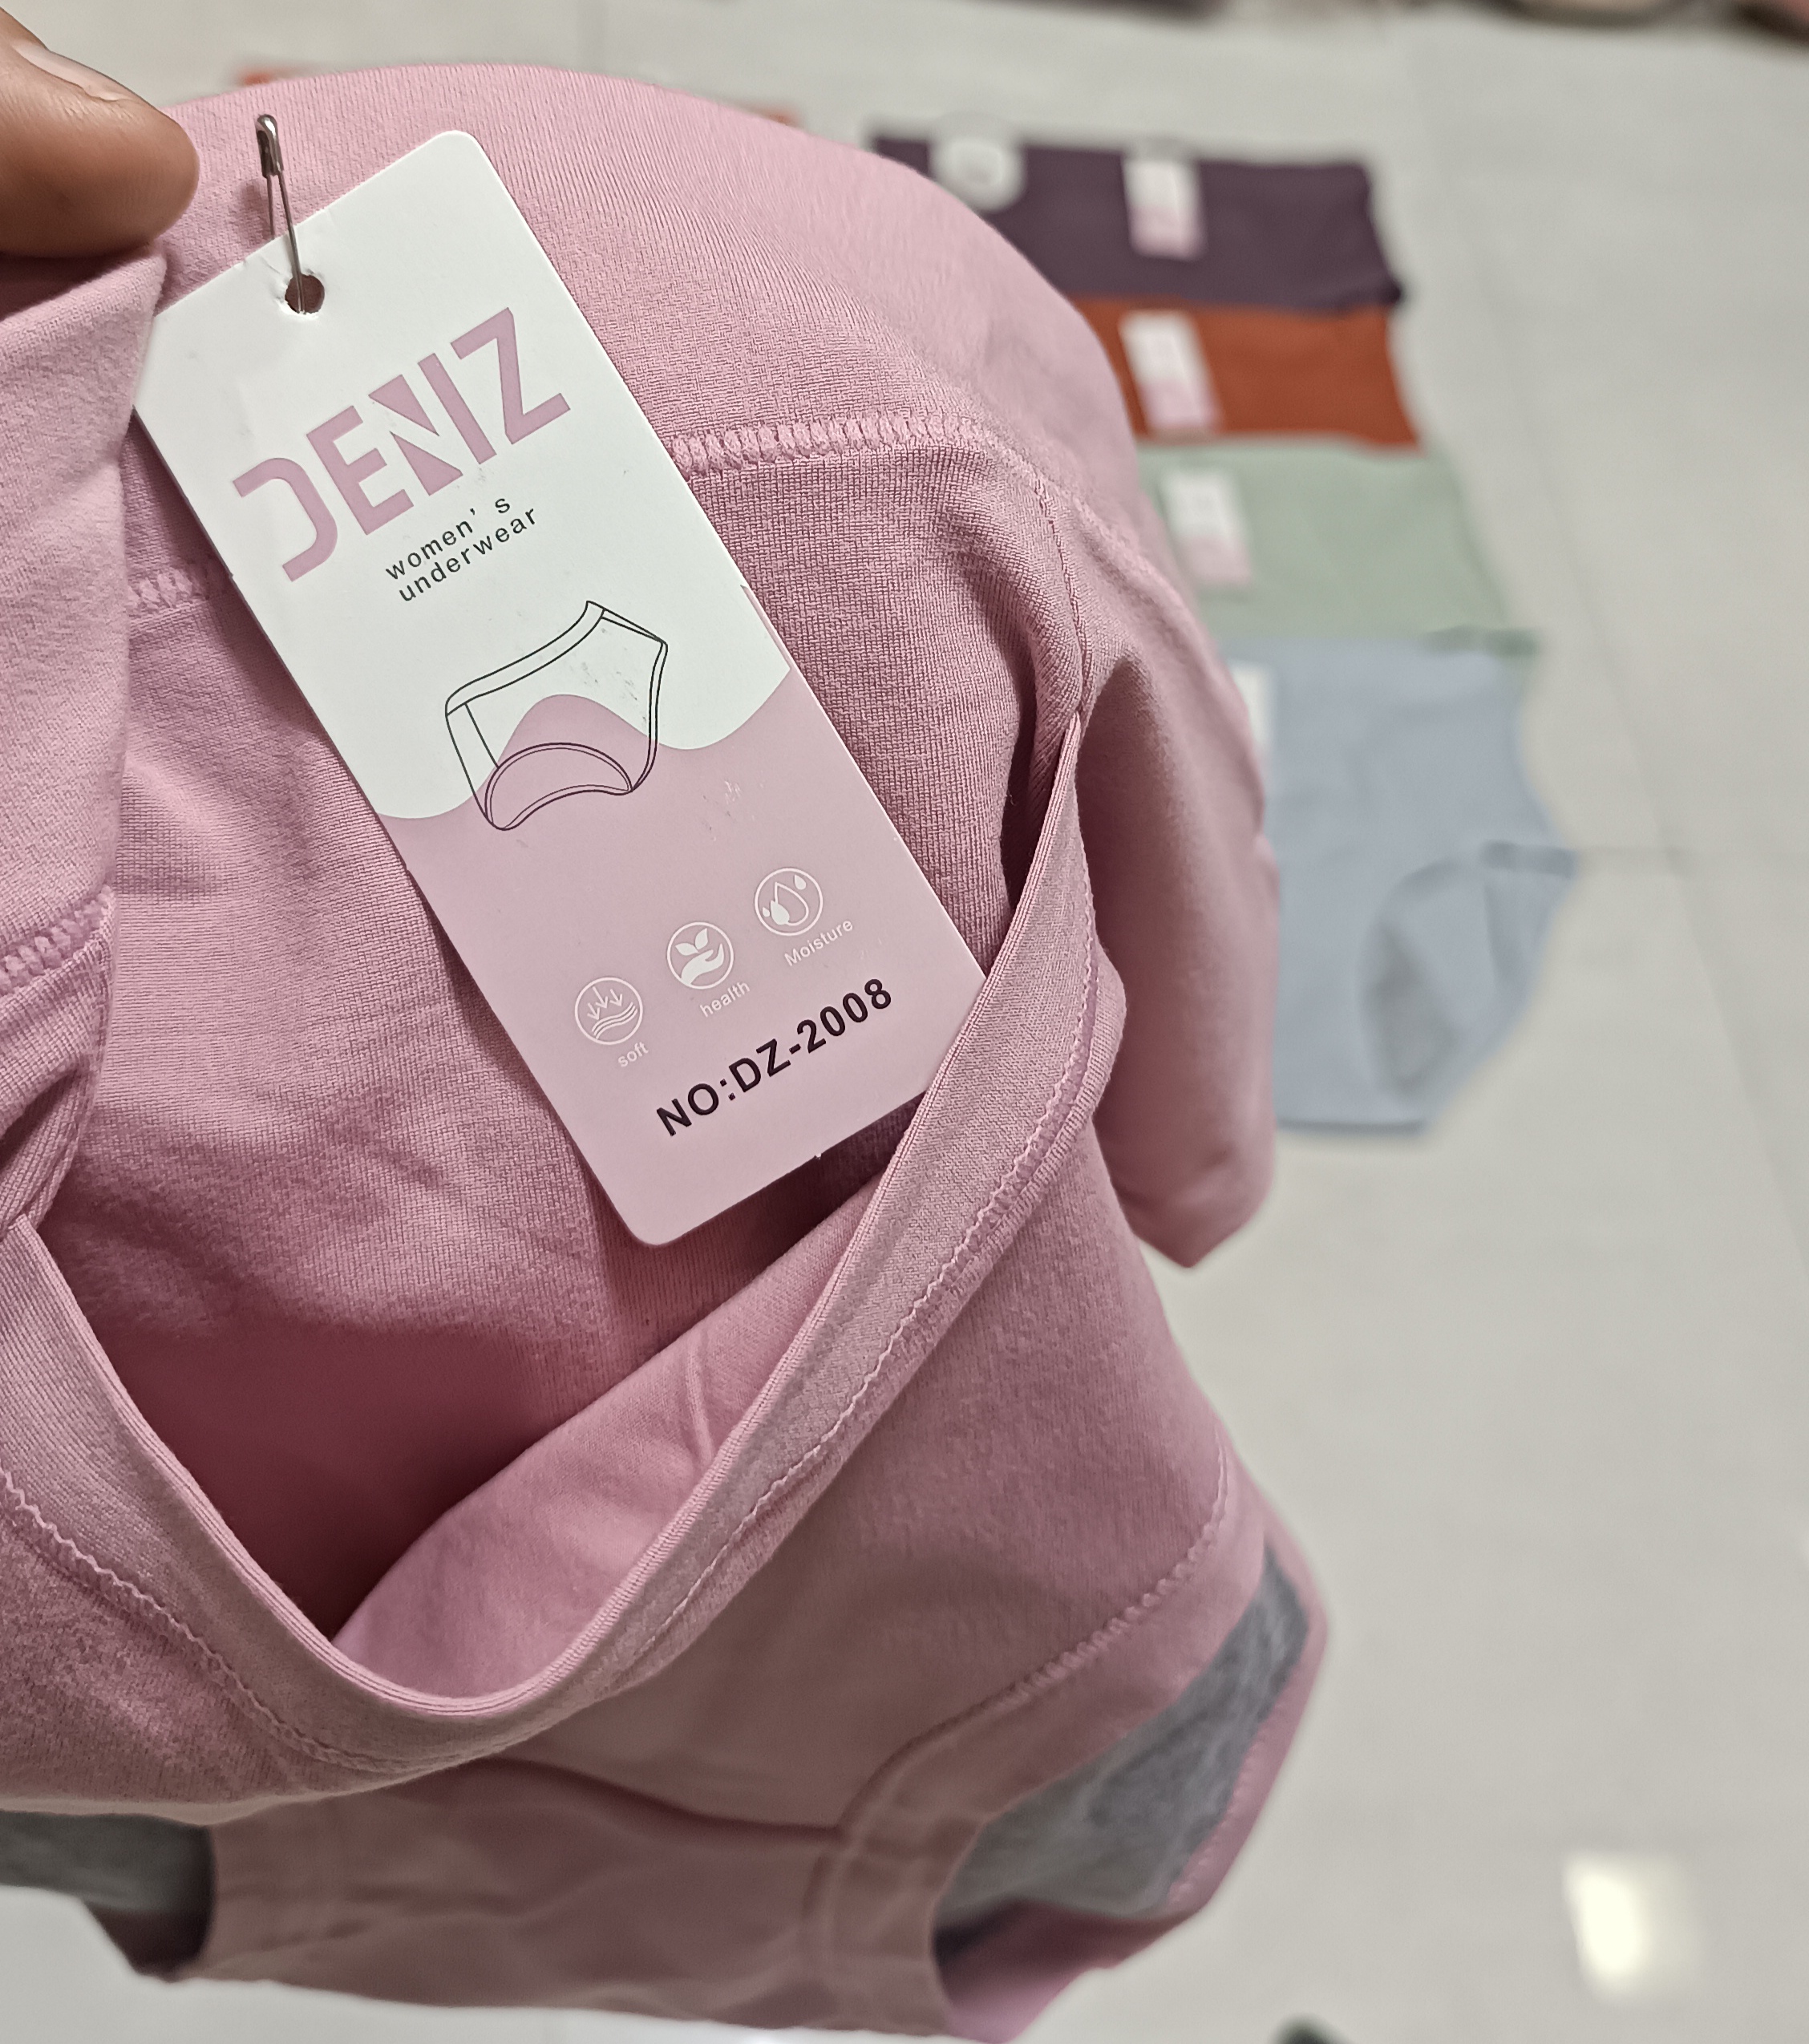 DENIZ
women's
underwear
soft
health
Moisture
NO:DZ-2008